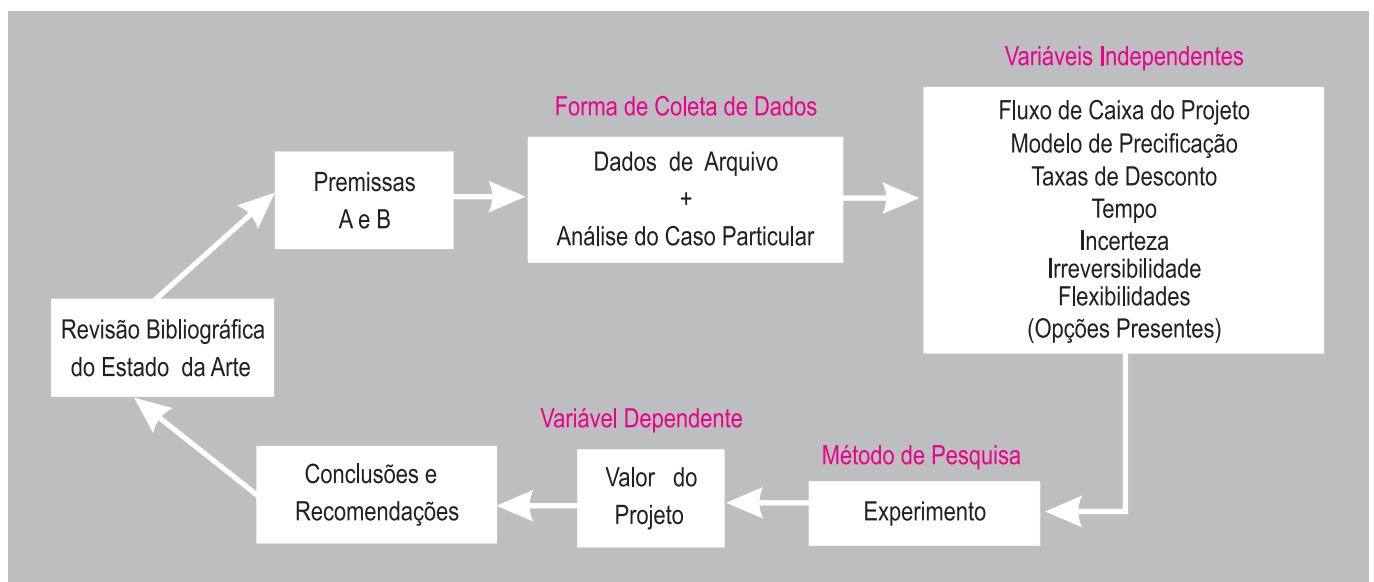 Variáveis Independentes
Fluxo de Caixa do Projeto
Modelo de Precificação
Taxas de Desconto
Tempo
Incerteza
Irreversibilidade
Flexibilidades
(Opções Presentes)
Forma de Coleta de Dados
Dados de Arquivo
+
Análise do Caso Particular
Premissas
A e B
Revisão Bibliográfica
do Estado da Arte
Conclusões e
Recomendações
Variável Dependente
Valor do
Projeto
Método de Pesquisa
Experimento